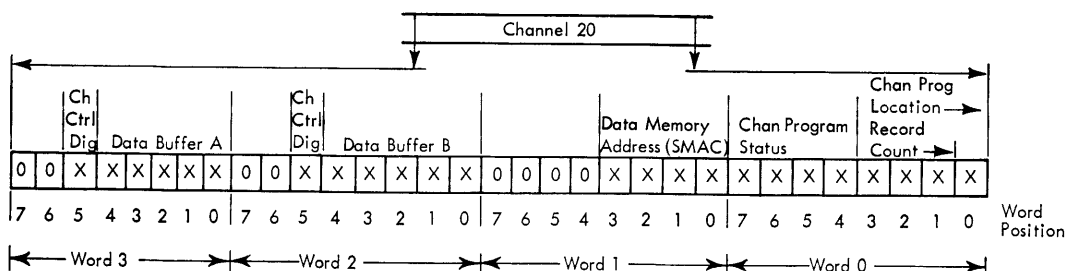 Channel 20
Ch
Ctrl
Dig
Data Buffer A
Ch
Ctrl
Dig
Data Buffer B
Data Memory
Address (SMAC)
Chan Program
Status
Chan Prog
Location
Record
Count
0 0 X X X X X X 0 0 X X X X X X 0 0 0 0 X X X X X X X X X X X X
7 6 5 4 3 2 1 0 7 6 5 4 3 2 1 0 7 6 5 4 3 2 1 0 7 6 5 4 3 2 1 0
Word
Position
Word 3 Word 2 Word 1 Word 0